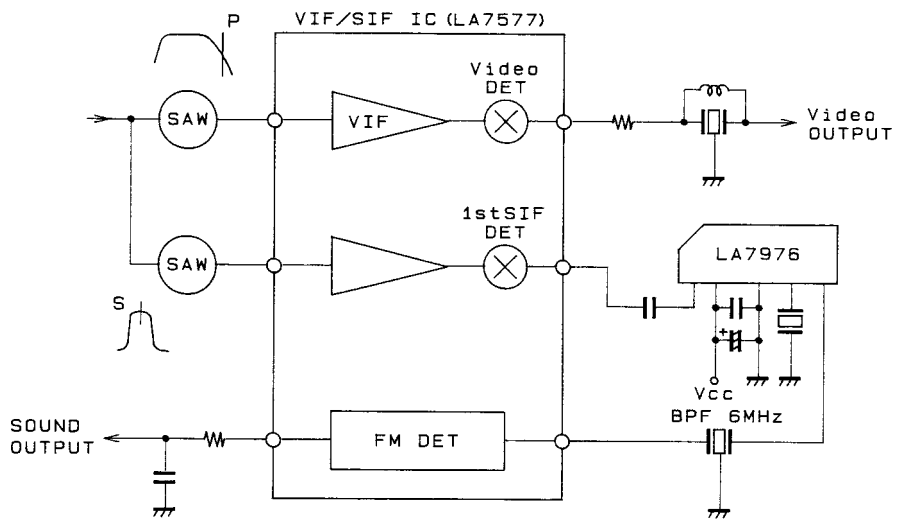 VIF/SIF IC (LA7577)
P
Video
DET
SAW
VIF
Video
OUTPUT
1stSIF
DET
SAW
LA7976
S
+
Vcc
BPF 6MHz
SOUND
OUTPUT
FM DET